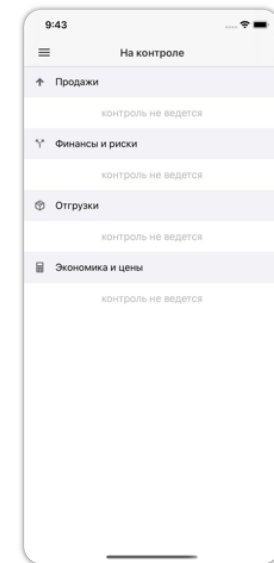 9:43
На контроле
Продажи
контроль не ведется
Финансы и риски
контроль не ведется
Отгрузки
контроль не ведется
Экономика и цены
контроль не ведется